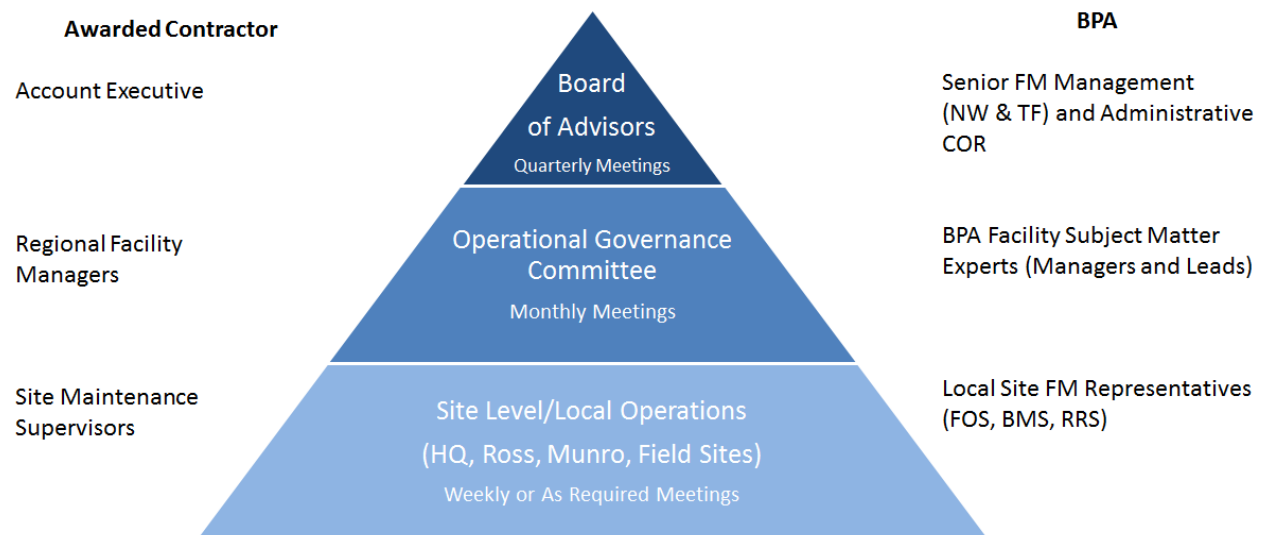 Awarded Contractor
BPA
Account Executive
Board
of Advisors
Quarterly Meetings
Senior FM Management
(NW & TF) and Administrative
COR
Regional Facility
Managers
Operational Governance
Committee
Monthly Meetings
BPA Facility Subject Matter
Experts (Managers and Leads)
Site Maintenance
Supervisors
Site Level/Local Operations
(HQ, Ross, Munro, Field Sites)
Weekly or As Required Meetings
Local Site FM Representatives
(FOS, BMS, RRS)